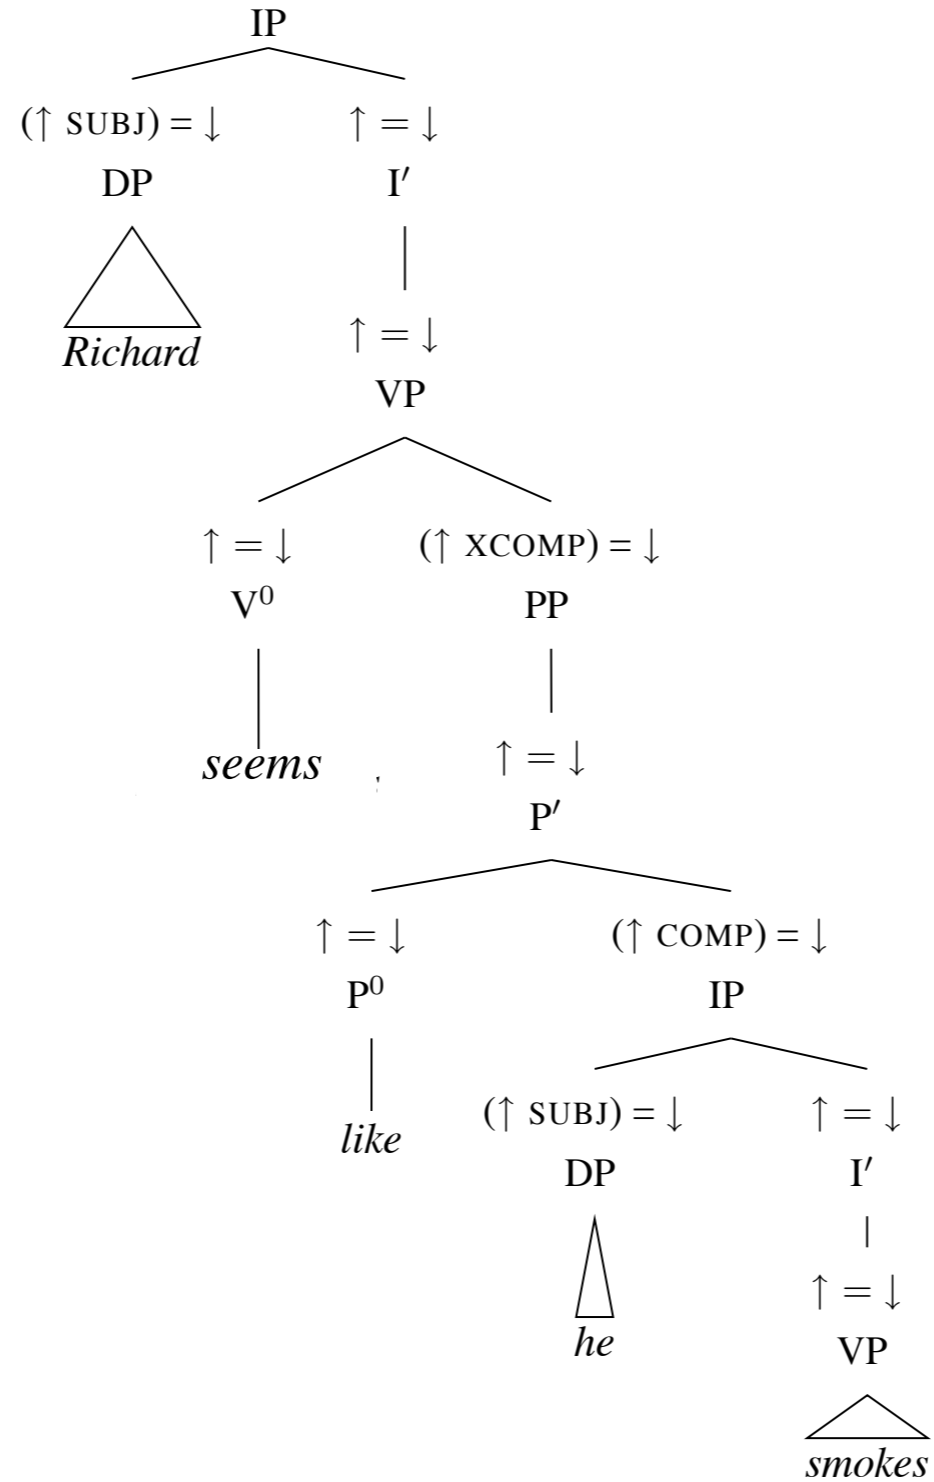 IP
(↑ SUBJ) = ↓ ↑ = ↓
DP I′
↑ = ↓
Richard
VP
↑ = ↓ (↑ XCOMP) = ↓
V⁰ PP
seems ↑ = ↓
P′
↑ = ↓ (↑ COMP) = ↓
P⁰ IP
like (↑ SUBJ) = ↓ ↑ = ↓
DP I′
↑ = ↓
he VP
smokes